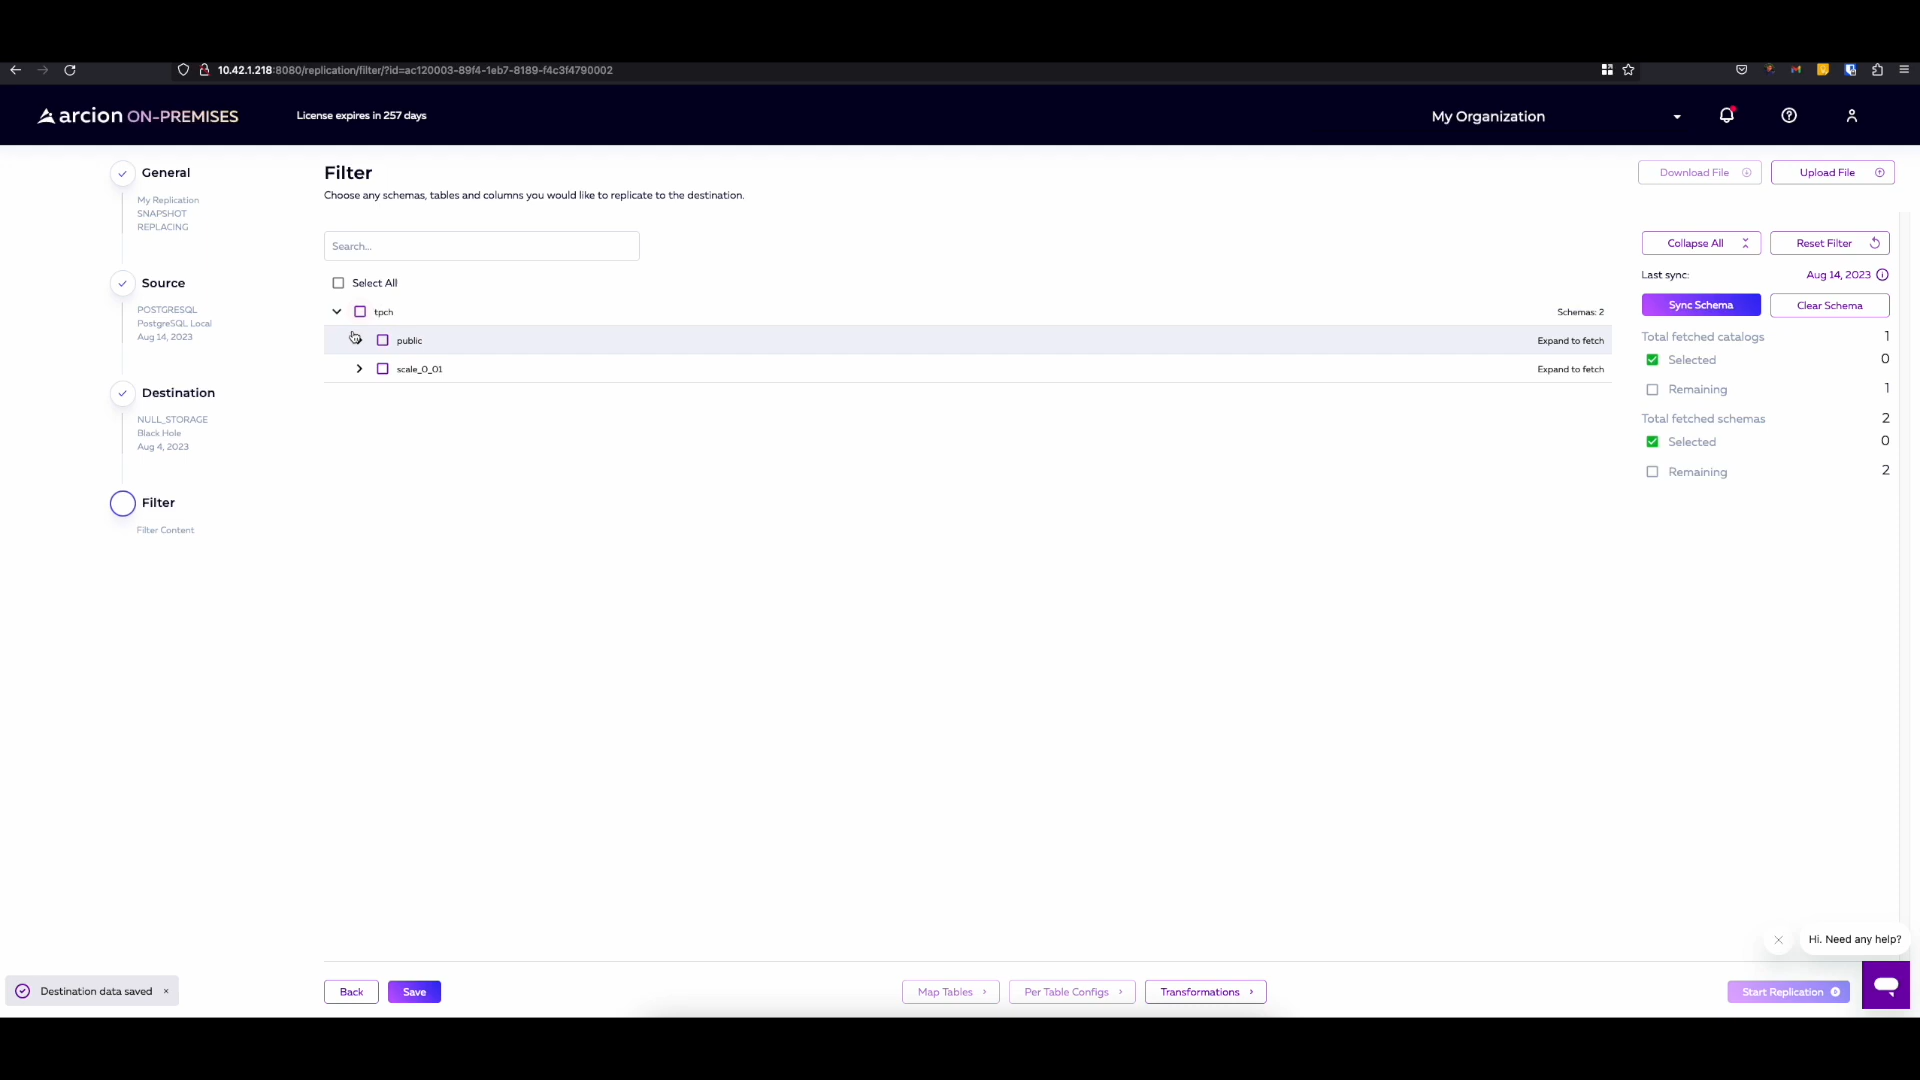 10.42.1.218:8080/replication/filter/?id=ac120003-89f4-1eb7-8189-f4c3f4790002
arcion ON-PREMISES
License expires in 257 days
My Organization
General
My Replication
SNAPSHOT
REPLACING
Source
POSTGRESQL
PostgreSQL Local
Aug 14, 2023
Destination
NULL_STORAGE
Black Hole
Aug 4, 2023
Filter
Filter Content
Filter
Choose any schemas, tables and columns you would like to replicate to the destination.
Download File
Upload File
Search...
Select All
tpch
Schemas: 2
public
Expand to fetch
scale_0_01
Expand to fetch
Collapse All
Reset Filter
Last sync:
Aug 14, 2023
Sync Schema
Clear Schema
Total fetched catalogs
1
Selected
0
Remaining
1
Total fetched schemas
2
Selected
0
Remaining
2
Hi. Need any help?
Destination data saved
Back
Save
Map Tables
Per Table Configs
Transformations
Start Replication